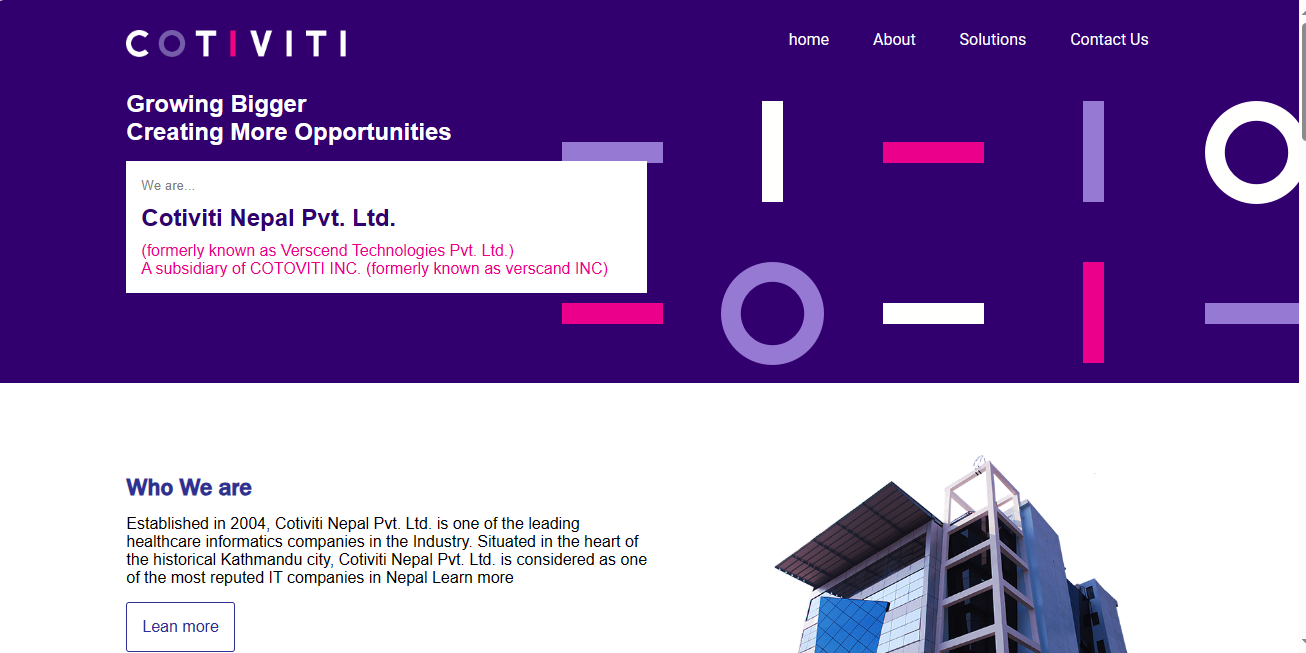 COTIVITI
home About Solutions Contact Us
Growing Bigger
Creating More Opportunities
We are...
Cotiviti Nepal Pvt. Ltd.
(formerly known as Verscend Technologies Pvt. Ltd.)
A subsidiary of COTOVITI INC. (formerly known as verscand INC)
Who We are
Established in 2004, Cotiviti Nepal Pvt. Ltd. is one of the leading
healthcare informatics companies in the Industry. Situated in the heart of
the historical Kathmandu city, Cotiviti Nepal Pvt. Ltd. is considered as one
of the most reputed IT companies in Nepal Learn more
Lean more